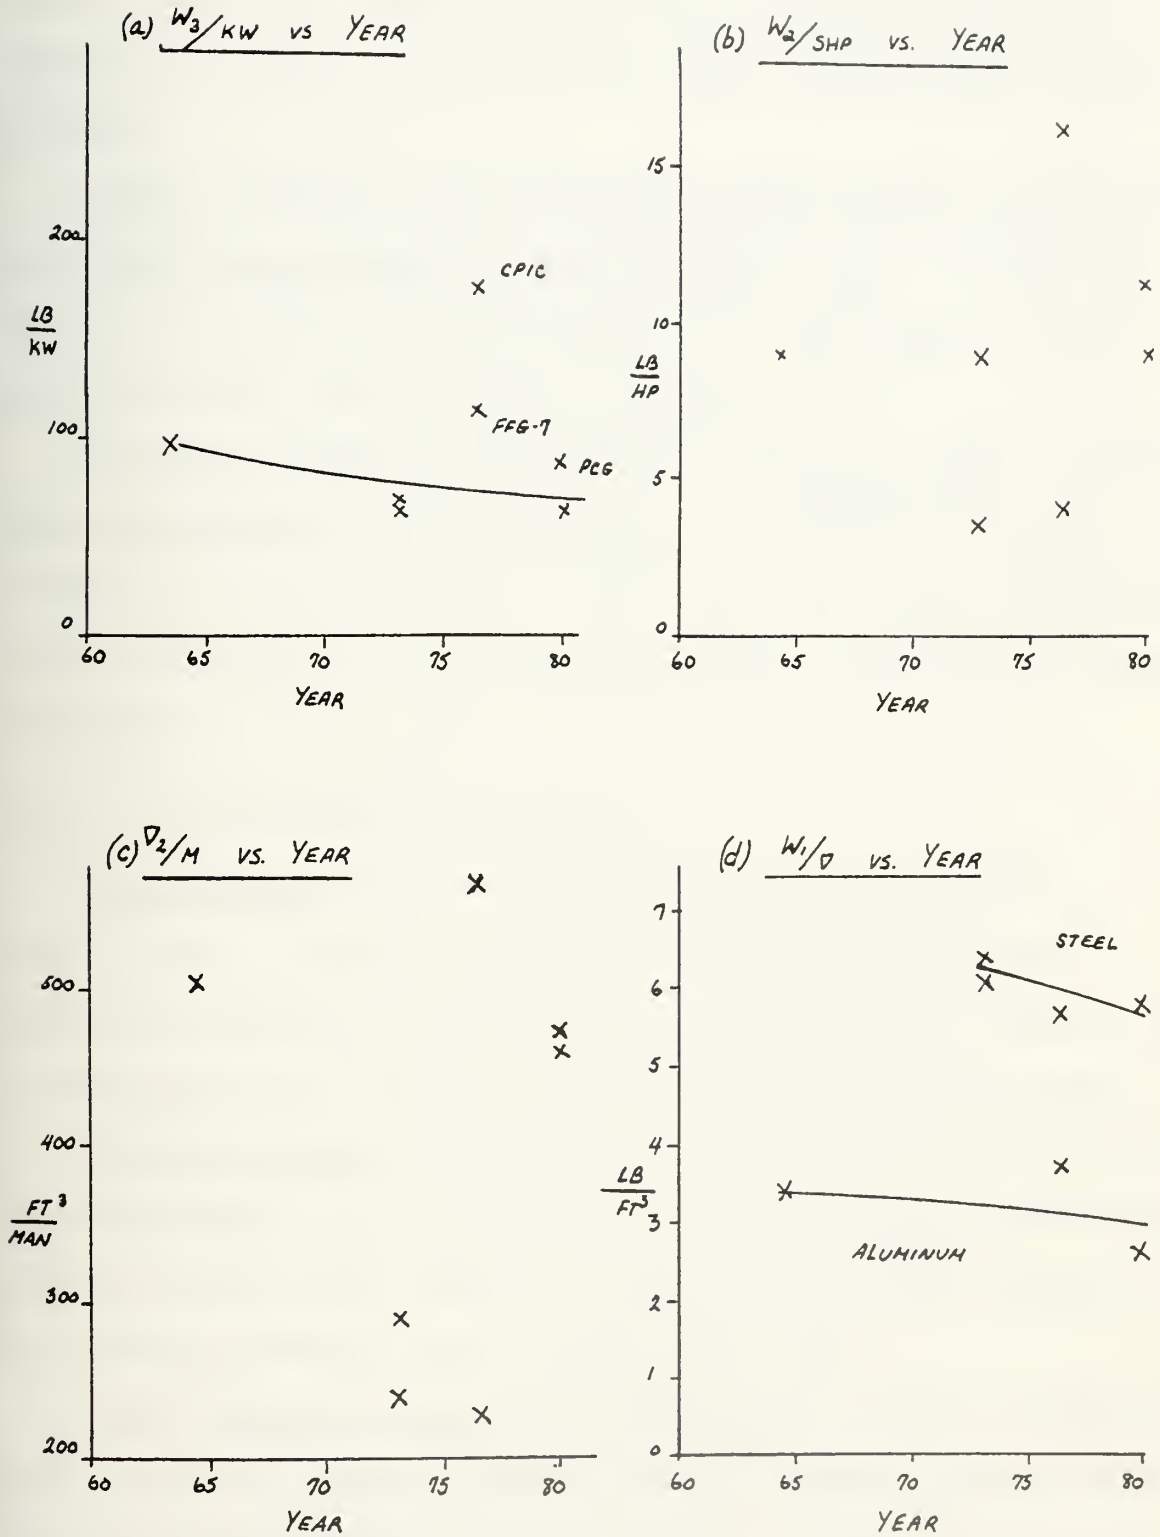 (a) W3/KW VS YEAR
200
LB
KW
100
0
60 65 70 75 80
YEAR
CPIC
FFG-7
PCG
(b) W2/SHP VS. YEAR
15
10
LB
HP
5
0
60 65 70 75 80
YEAR
(c) ∇2/M VS. YEAR
500
400
FT3
MAN
300
200
60 65 70 75 80
YEAR
(d) W1/∇ VS. YEAR
7
6
5
4
LB
FT3
3
2
1
0
STEEL
ALUMINUM
60 65 70 75 80
YEAR